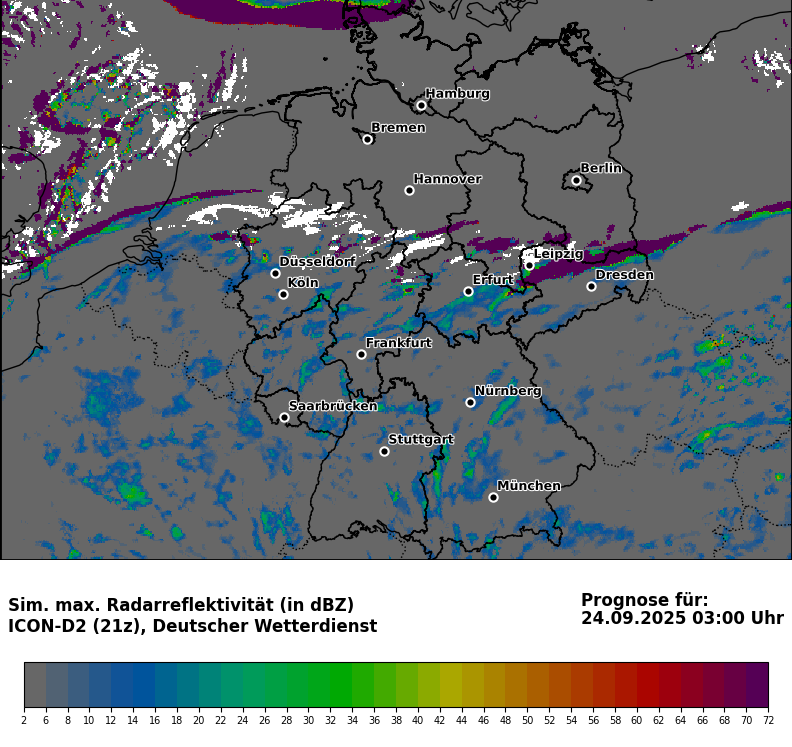 Hamburg
Bremen
Berlin
Hannover
Leipzig
Düsseldorf
Dresden
Köln
Erfurt
Frankfurt
Nürnberg
Saarbrücken
Stuttgart
München
Sim. max. Radarreflektivität (in dBZ)
ICON-D2 (21z), Deutscher Wetterdienst
Prognose für:
24.09.2025 03:00 Uhr
2 6 8 10 12 14 16 18 20 22 24 26 28 30 32 34 36 38 40 42 44 46 48 50 52 54 56 58 60 62 64 66 68 70 72